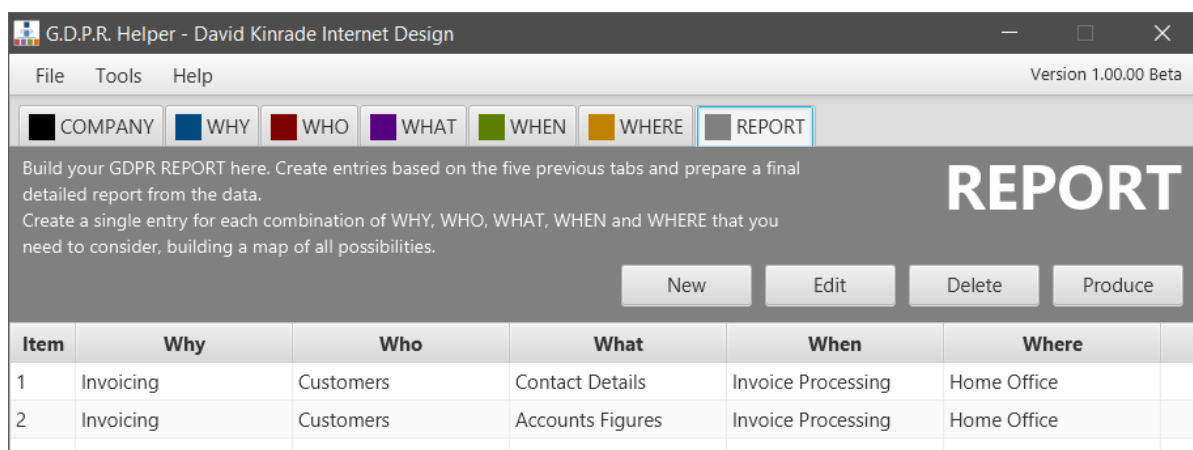 G.D.P.R. Helper - David Kinrade Internet Design
File Tools Help Version 1.00.00 Beta
COMPANY WHY WHO WHAT WHEN WHERE REPORT
Build your GDPR REPORT here. Create entries based on the five previous tabs and prepare a final
detailed report from the data.
Create a single entry for each combination of WHY, WHO, WHAT, WHEN and WHERE that you
need to consider, building a map of all possibilities.
REPORT
New Edit Delete Produce
Item Why Who What When Where
1 Invoicing Customers Contact Details Invoice Processing Home Office
2 Invoicing Customers Accounts Figures Invoice Processing Home Office